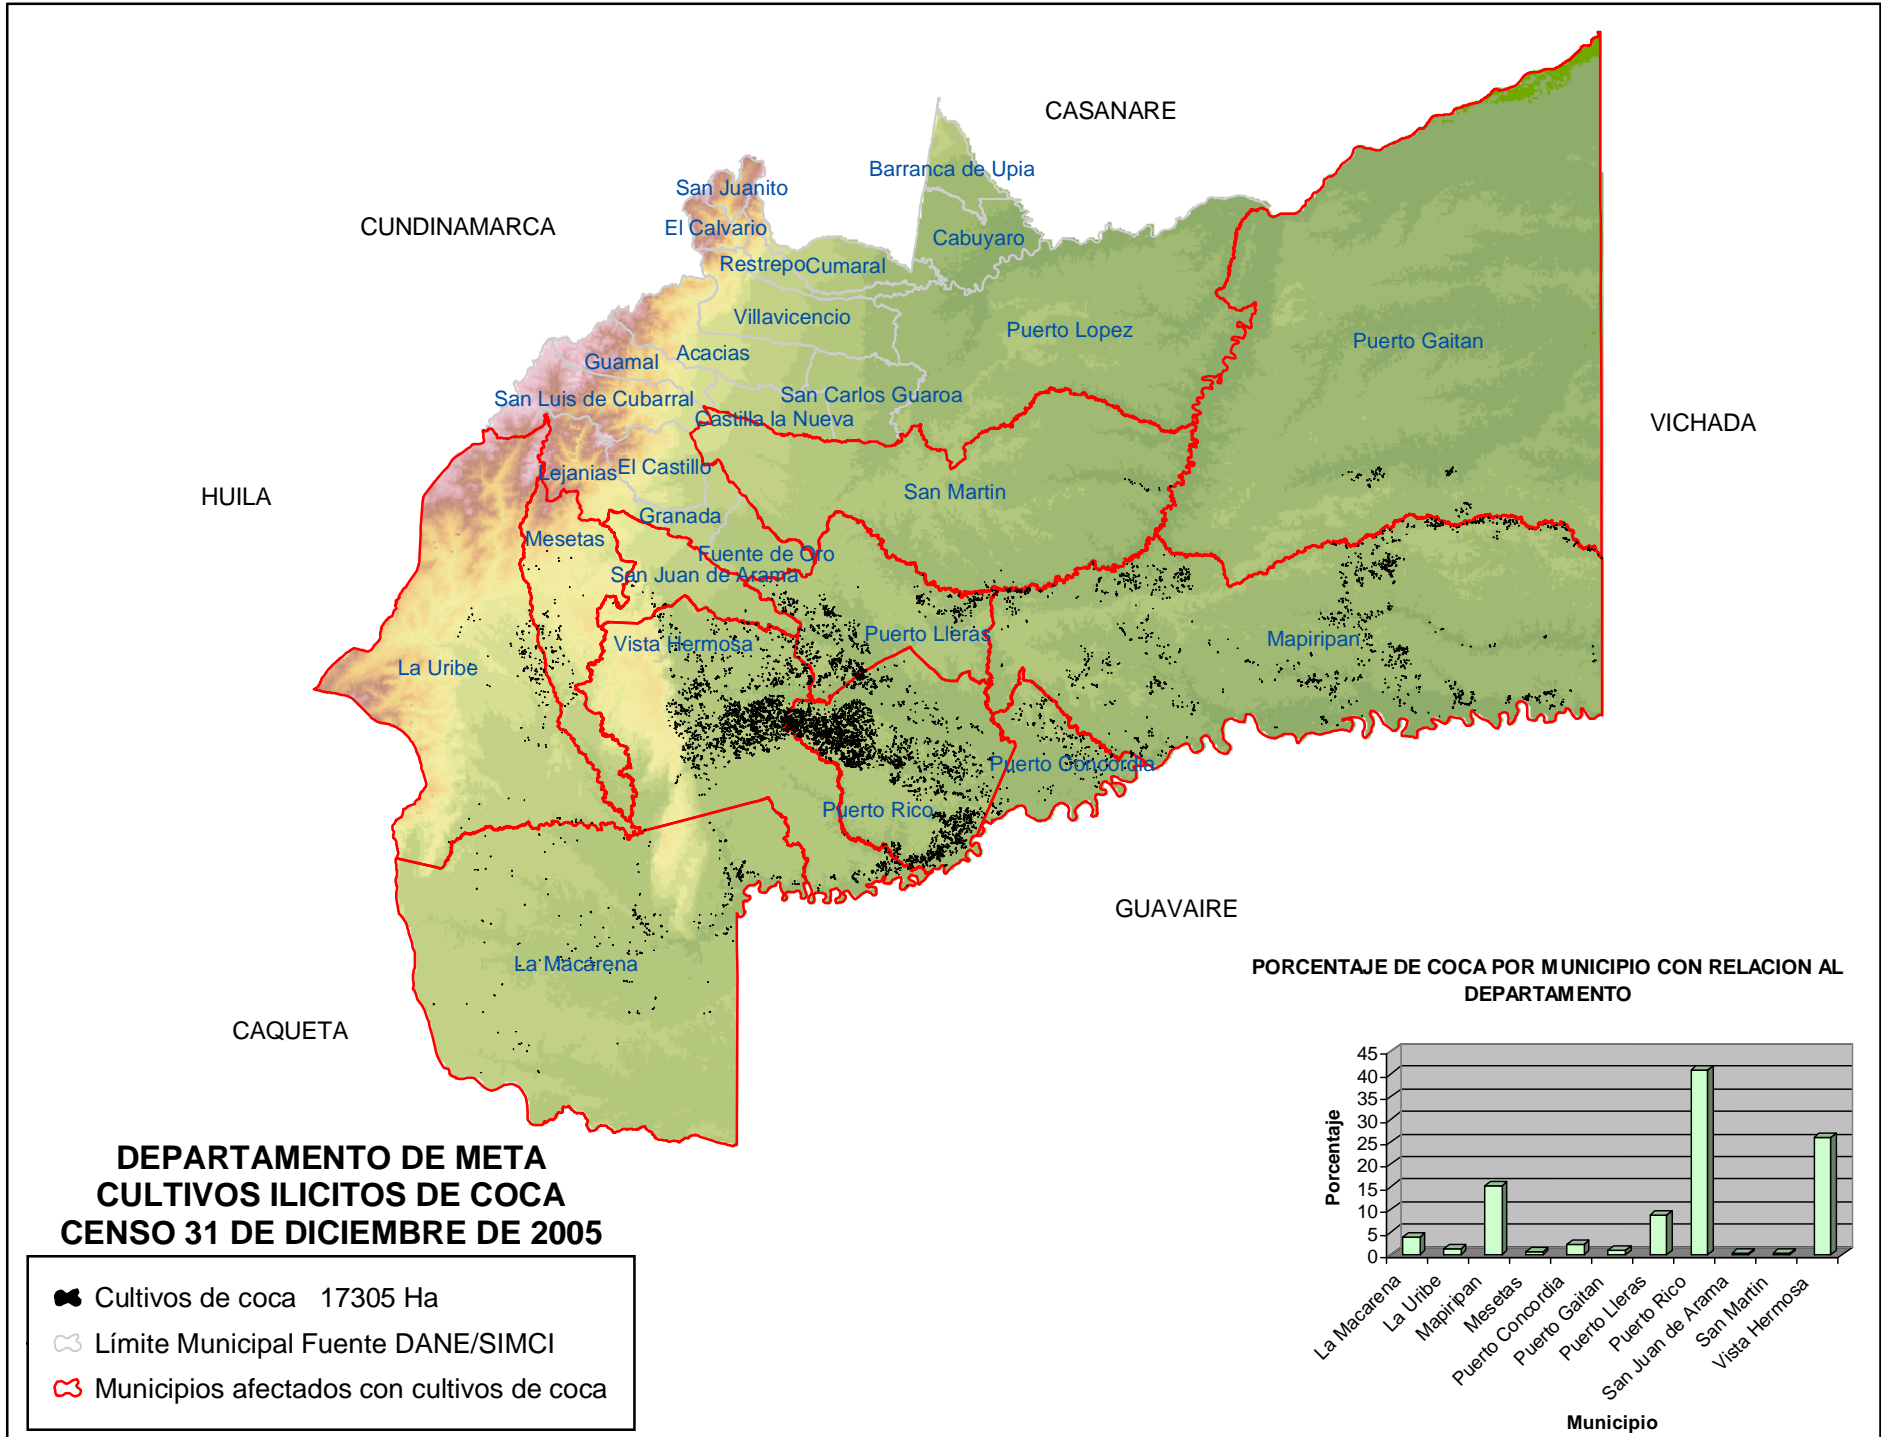 CASANARE
Barranca de Upia
San Juanito
CUNDINAMARCA
El Calvario
Cabuyaro
Restrepo
Cumaral
Villavicencio
Puerto Lopez
Puerto Gaitan
Acacias
Guamal
San Carlos Guaroa
San Luis de Cubarral
Castilla la Nueva
VICHADA
El Castillo
Lejanias
HUILA
San Martin
Granada
Mesetas
Fuente de Oro
San Juan de Arama
Puerto Lleras
Mapiripan
Vista Hermosa
La Uribe
Puerto Concordia
Puerto Rico
GUAVAIRE
La Macarena
CAQUETA
PORCENTAJE DE COCA POR MUNICIPIO CON RELACION AL
DEPARTAMENTO
45
40
35
30
25
20
15
10
5
0
Porcentaje
La Macarena
La Uribe
Mapiripan
Mesetas
Puerto Concordia
Puerto Gaitan
Puerto Lleras
Puerto Rico
San Juan de Arama
San Martin
Vista Hermosa
Municipio
DEPARTAMENTO DE META
CULTIVOS ILICITOS DE COCA
CENSO 31 DE DICIEMBRE DE 2005
Cultivos de coca 17305 Ha
Límite Municipal Fuente DANE/SIMCI
Municipios afectados con cultivos de coca